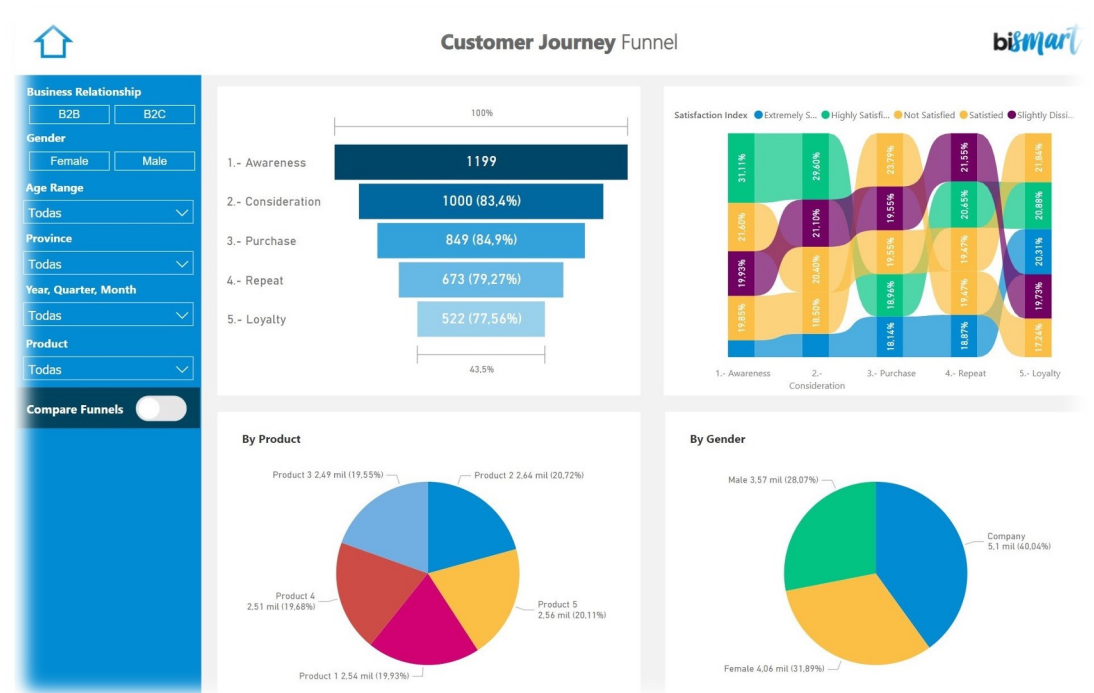 Customer Journey Funnel
bismart
Business Relationship
B2B
B2C
Gender
Female
Male
Age Range
Todas
Province
Todas
Year, Quarter, Month
Todas
Product
Todas
Compare Funnels
100%
1.- Awareness
1199
2.- Consideration
1000 (83,4%)
3.- Purchase
849 (84,9%)
4.- Repeat
673 (79,27%)
5.- Loyalty
522 (77,56%)
43,5%
Satisfaction Index
Extremely S...
Highly Satisfi...
Not Satisfied
Satistied
Slightly Dissi...
31,11%
21,60%
19,93%
19,85%
29,60%
21,10%
20,40%
18,50%
23,79%
19,55%
19,55%
18,96%
18,14%
21,55%
20,65%
19,47%
19,47%
18,87%
21,84%
20,88%
20,31%
19,73%
17,24%
1.- Awareness
2.-
Consideration
3.- Purchase
4.- Repeat
5.- Loyalty
By Product
Product 3 2,49 mil (19,55%)
Product 2 2,64 mil (20,72%)
Product 4
2,51 mil (19,68%)
Product 5
2,56 mil (20,11%)
Product 1 2,54 mil (19,93%)
By Gender
Male 3,57 mil (28,07%)
Company
5,1 mil (40,04%)
Female 4,06 mil (31,89%)